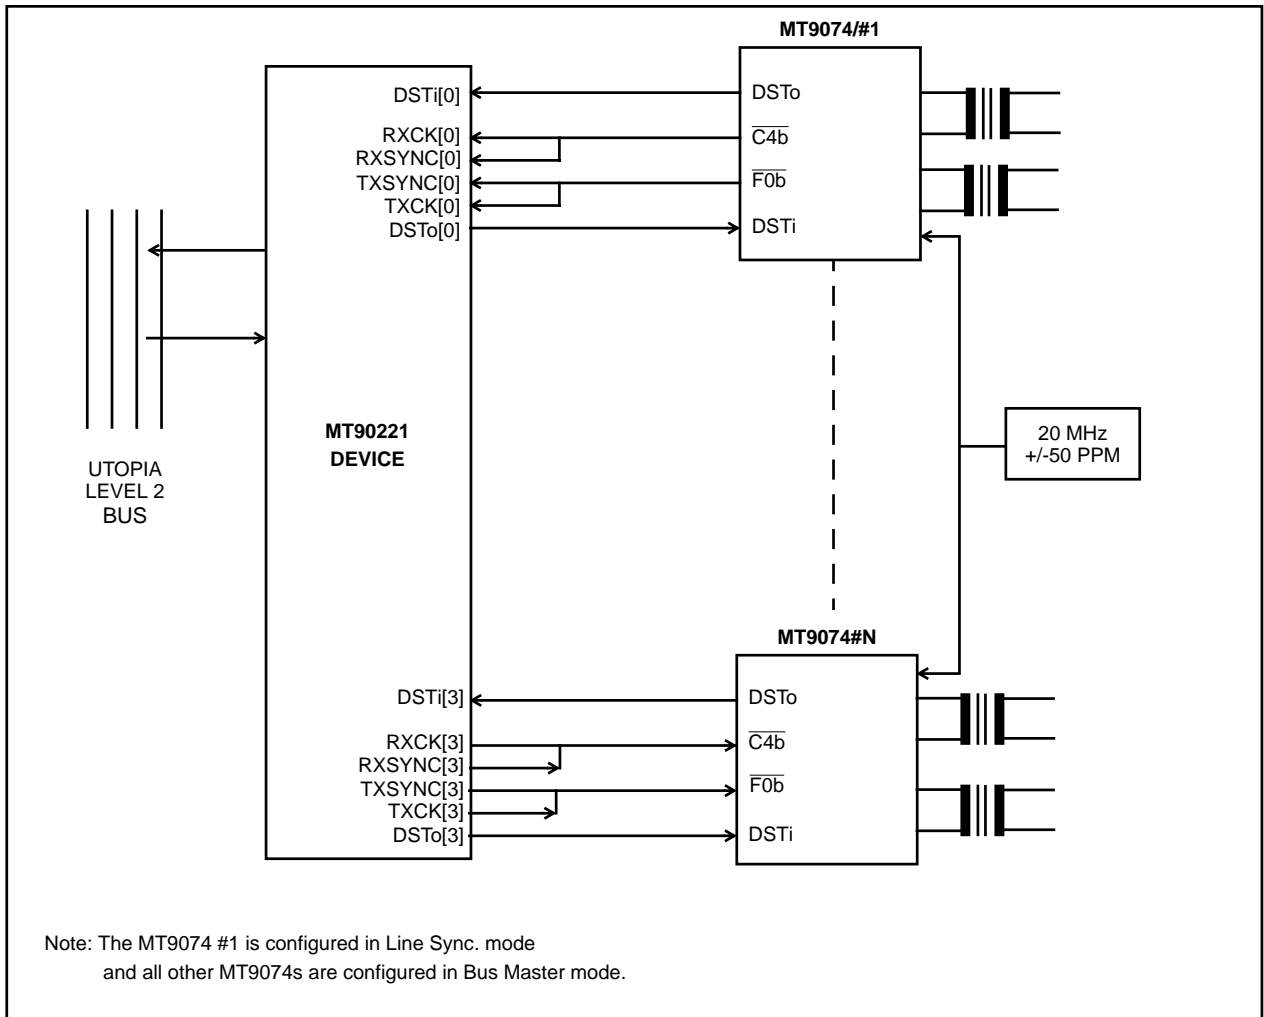 MT9074/#1
DSTi[0]
RXCK[0]
RXSYNC[0]
TXSYNC[0]
TXCK[0]
DSTo[0]
DSTo
C4b
F0b
DSTi
MT90221
DEVICE
UTOPIA
LEVEL 2
BUS
20 MHz
+/-50 PPM
MT9074#N
DSTi[3]
RXCK[3]
RXSYNC[3]
TXSYNC[3]
TXCK[3]
DSTo[3]
DSTo
C4b
F0b
DSTi
Note: The MT9074 #1 is configured in Line Sync. mode
and all other MT9074s are configured in Bus Master mode.